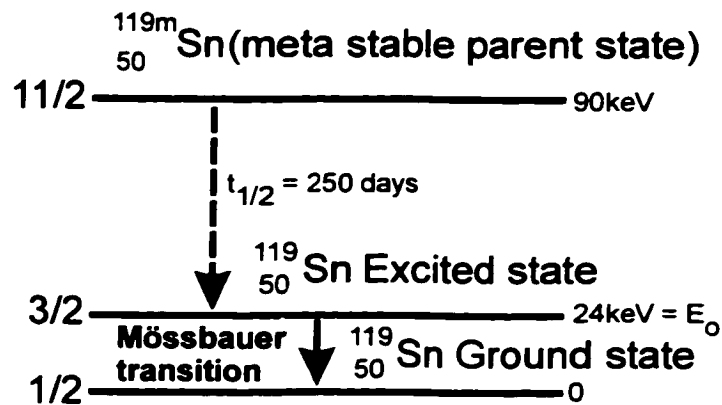 119m
50 Sn(meta stable parent state)
11/2 90keV
t1/2 = 250 days
119
50 Sn Excited state
3/2 24keV = Eo
Mössbauer transition
119
50 Sn Ground state
1/2 0